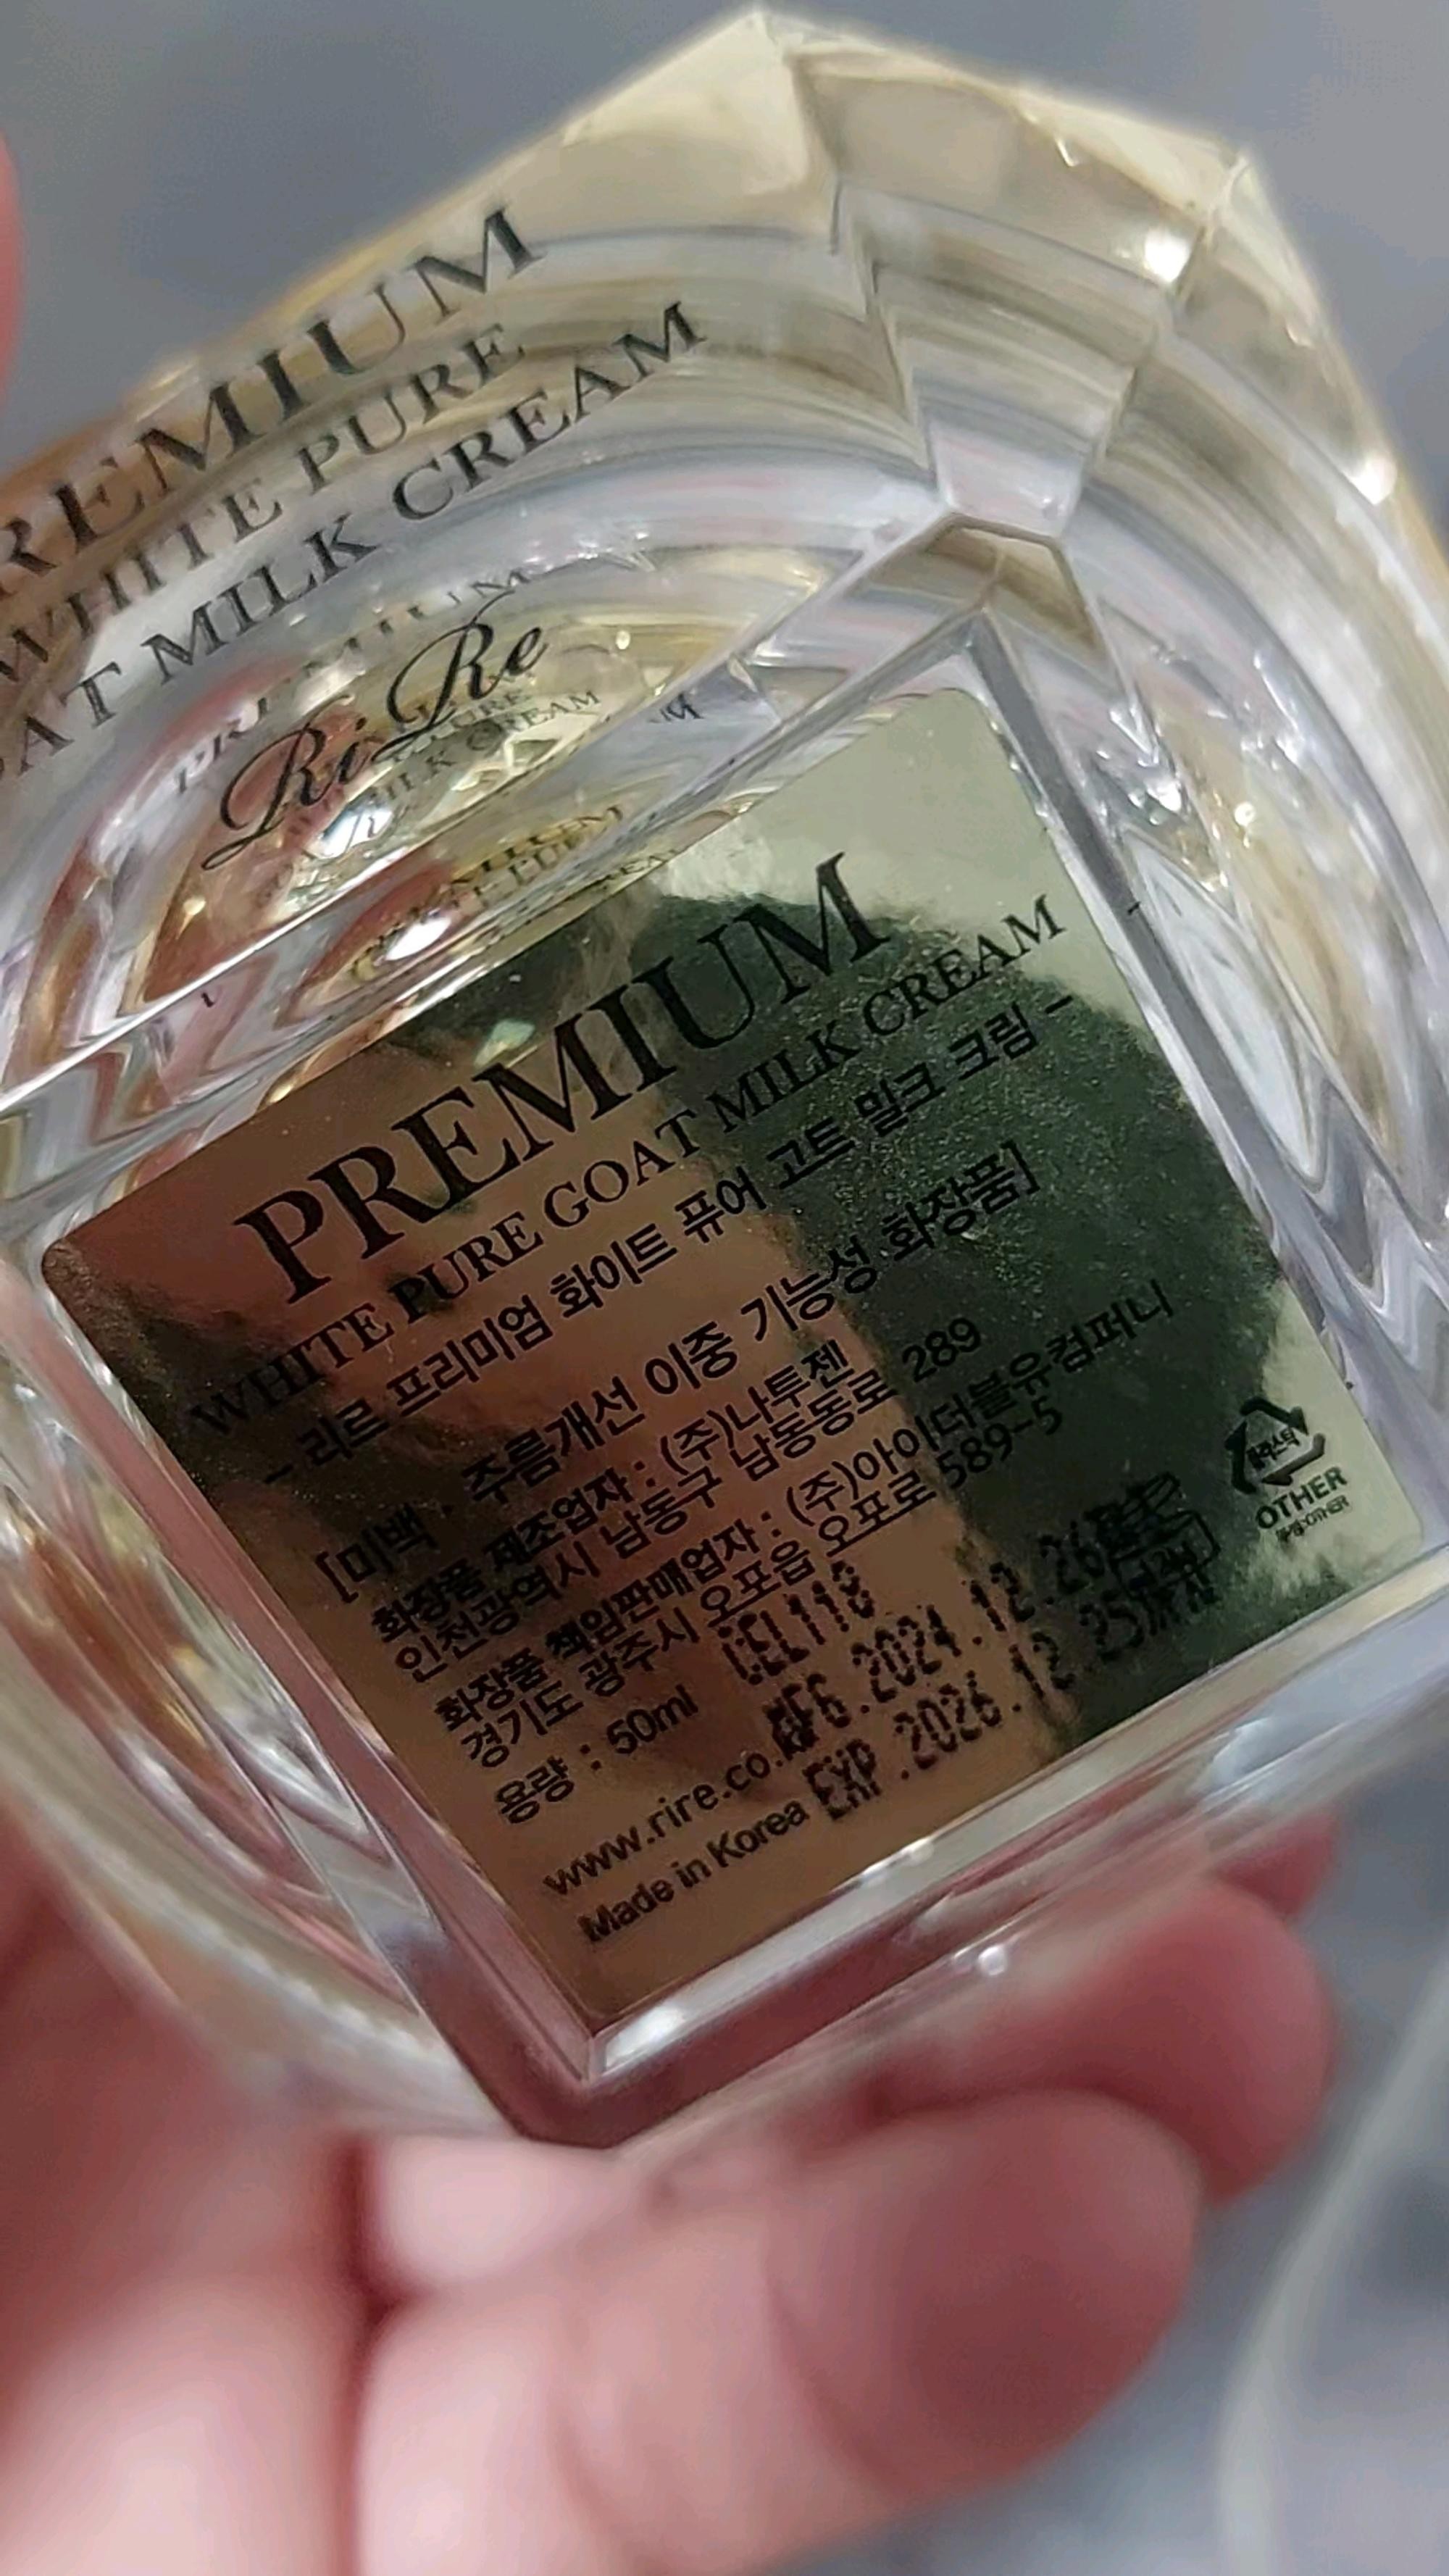 PREMIUM
WHITE PURE
MILK CREAM
RiRe
PREMIUM
WHITE PURE GOAT MILK CREAM
- 리르 프리미엄 화이트 퓨어 고트 밀크 크림 -
[미백 · 주름개선 이중 기능성 화장품]
화장품 제조업자 : (주)나투젠
인천광역시 남동구 남동동로 289
화장품 책임판매업자 : (주)아이더블유컴퍼니
경기도 광주시 오포읍 오포로 589-5
용량 : 50ml
www.rire.co.
Made in Korea
.2024.12.26
EXP.2026.12.25
12M
플라스틱
OTHER